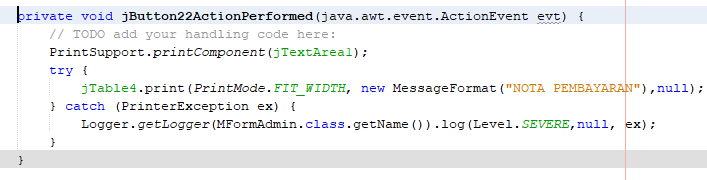 private void jButton22ActionPerformed(java.awt.event.ActionEvent evt) {
// TODO add your handling code here:
PrintSupport.printComponent(jTextArea1);
try {
jTable4.print(PrintMode.FIT_WIDTH, new MessageFormat("NOTA PEMBAYARAN"),null);
} catch (PrinterException ex) {
Logger.getLogger(MFormAdmin.class.getName()).log(Level.SEVERE,null, ex);
}
}